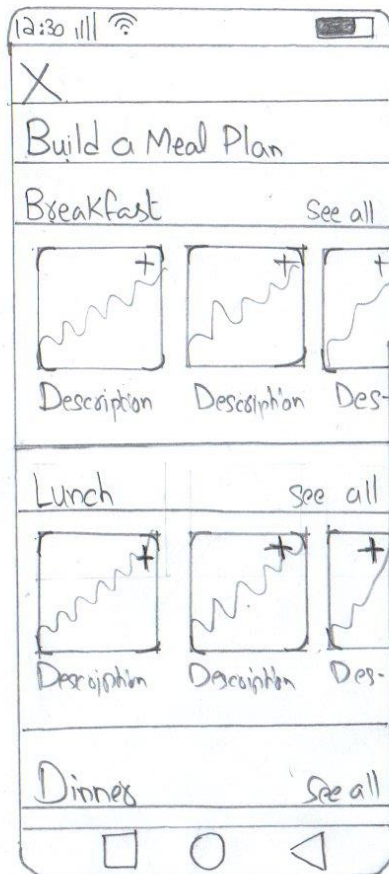 12:30
X
Build a Meal Plan
Breakfast See all
+ + +
Description Description Des-
Lunch See all
+ + +
Description Description Des-
Dinner See all